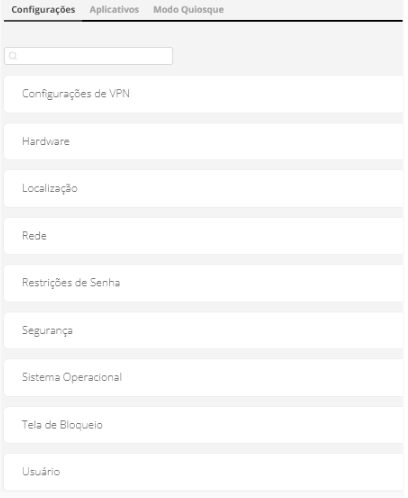 Configurações Aplicativos Modo Quiosque
Configurações de VPN
Hardware
Localização
Rede
Restrições de Senha
Segurança
Sistema Operacional
Tela de Bloqueio
Usuário